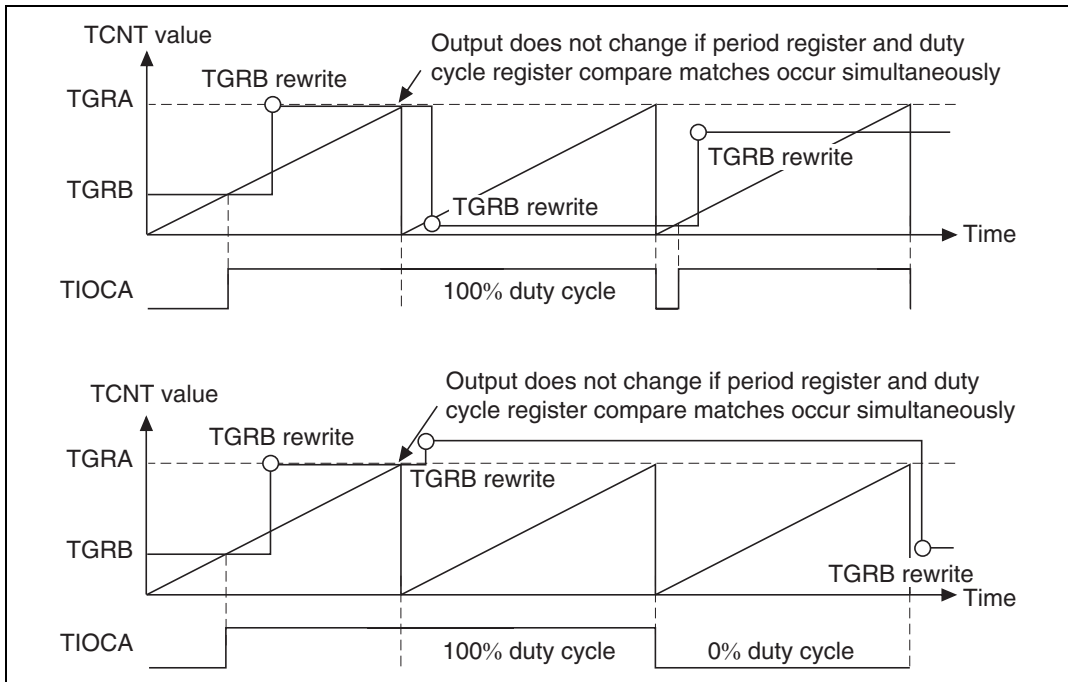 TCNT value
Output does not change if period register and duty
cycle register compare matches occur simultaneously
TGRB rewrite
TGRA
TGRB rewrite
TGRB
TGRB rewrite
Time
TIOCA
100% duty cycle
TCNT value
Output does not change if period register and duty
cycle register compare matches occur simultaneously
TGRB rewrite
TGRA
TGRB rewrite
TGRB
TGRB rewrite
Time
TIOCA
100% duty cycle
0% duty cycle